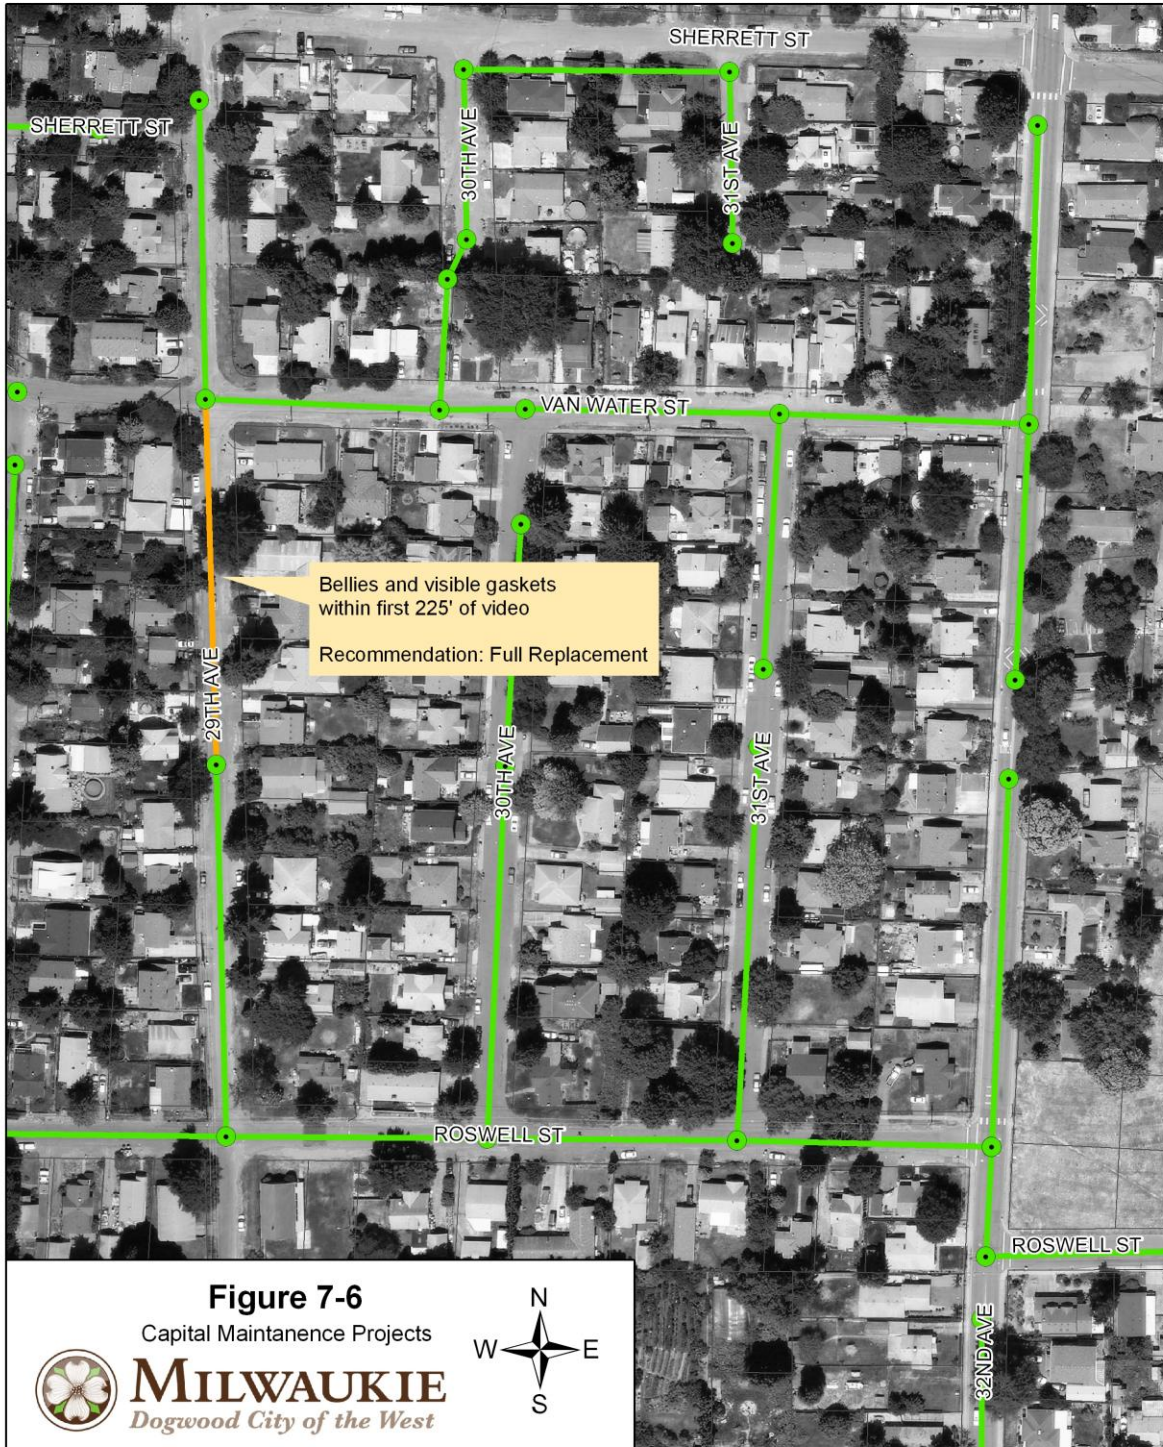 SHERRETT ST
SHERRETT ST
30TH AVE
31ST AVE
VAN WATER ST
Bellies and visible gaskets
within first 225' of video
Recommendation: Full Replacement
29TH AVE
30TH AVE
31ST AVE
ROSWELL ST
ROSWELL ST
32ND AVE
Figure 7-6
Capital Maintanence Projects
N
W E
S
MILWAUKIE
Dogwood City of the West